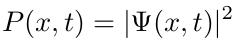 P(x, t) = |Ψ(x, t)|²